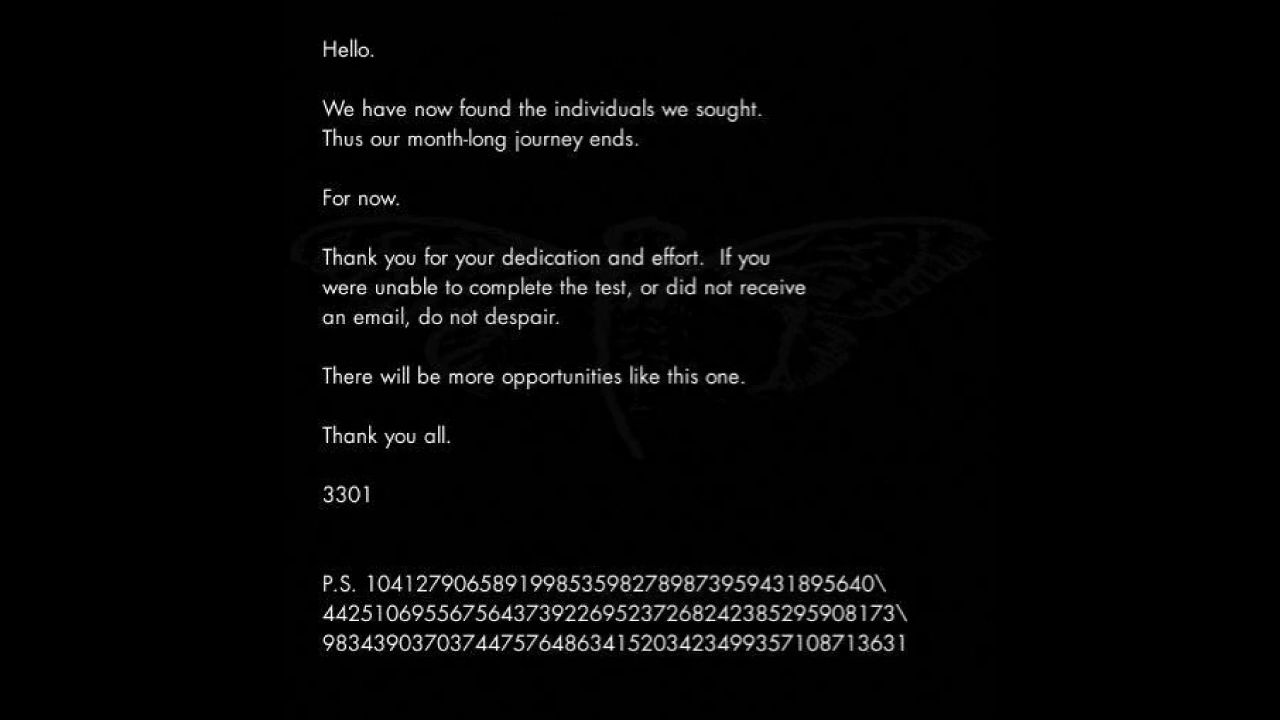 Hello.
We have now found the individuals we sought.
Thus our month-long journey ends.
For now.
Thank you for your dedication and effort.  If you
were unable to complete the test, or did not receive
an email, do not despair.
There will be more opportunities like this one.
Thank you all.
3301
P.S. 1041279065891998535982789873959431895640\
442510695567564373922695237268242385295908173\
9834390370374475764863415203423499357108713631